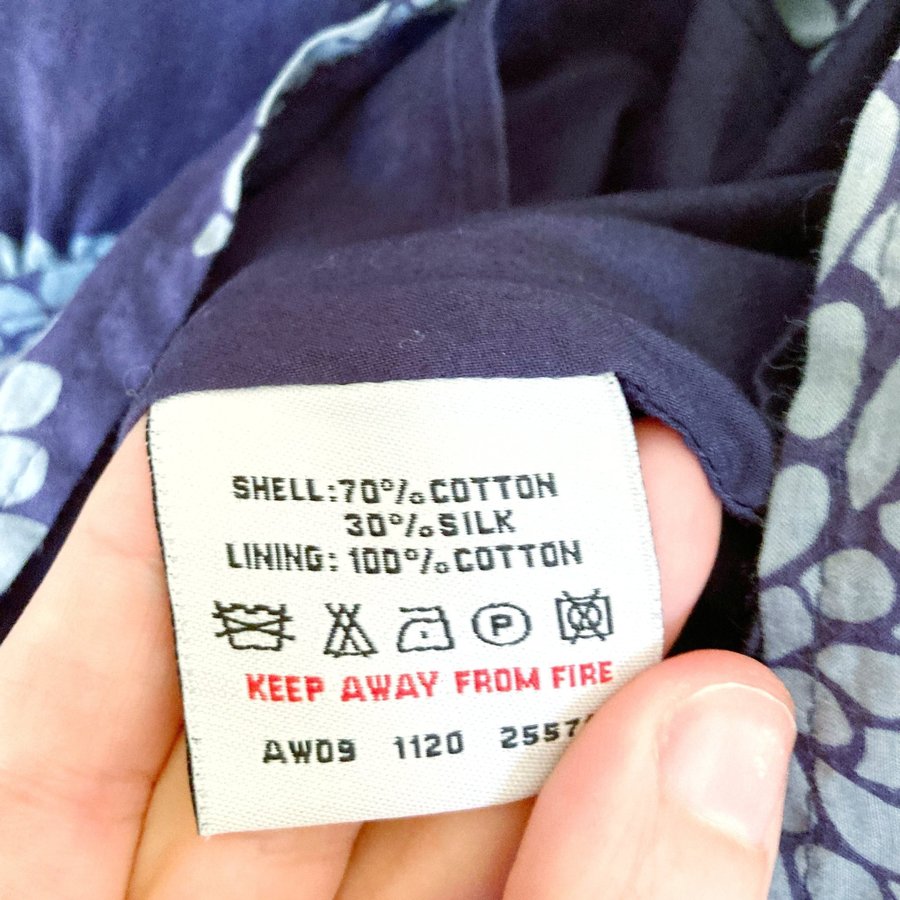 SHELL:70%COTTON
30%SILK
LINING: 100%COTTON
P
KEEP AWAY FROM FIRE
AW09 1120